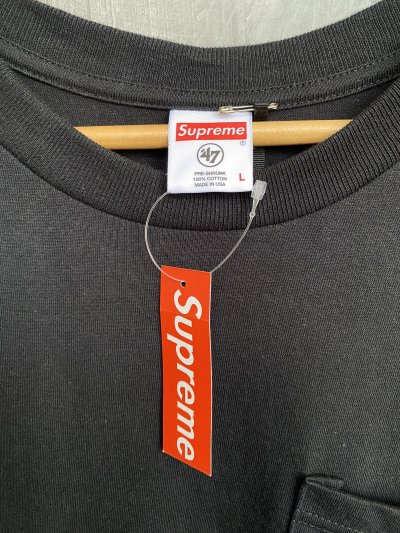 Supreme
®
47
PRE-SHRUNK
100% COTTON
MADE IN USA
L
Supreme